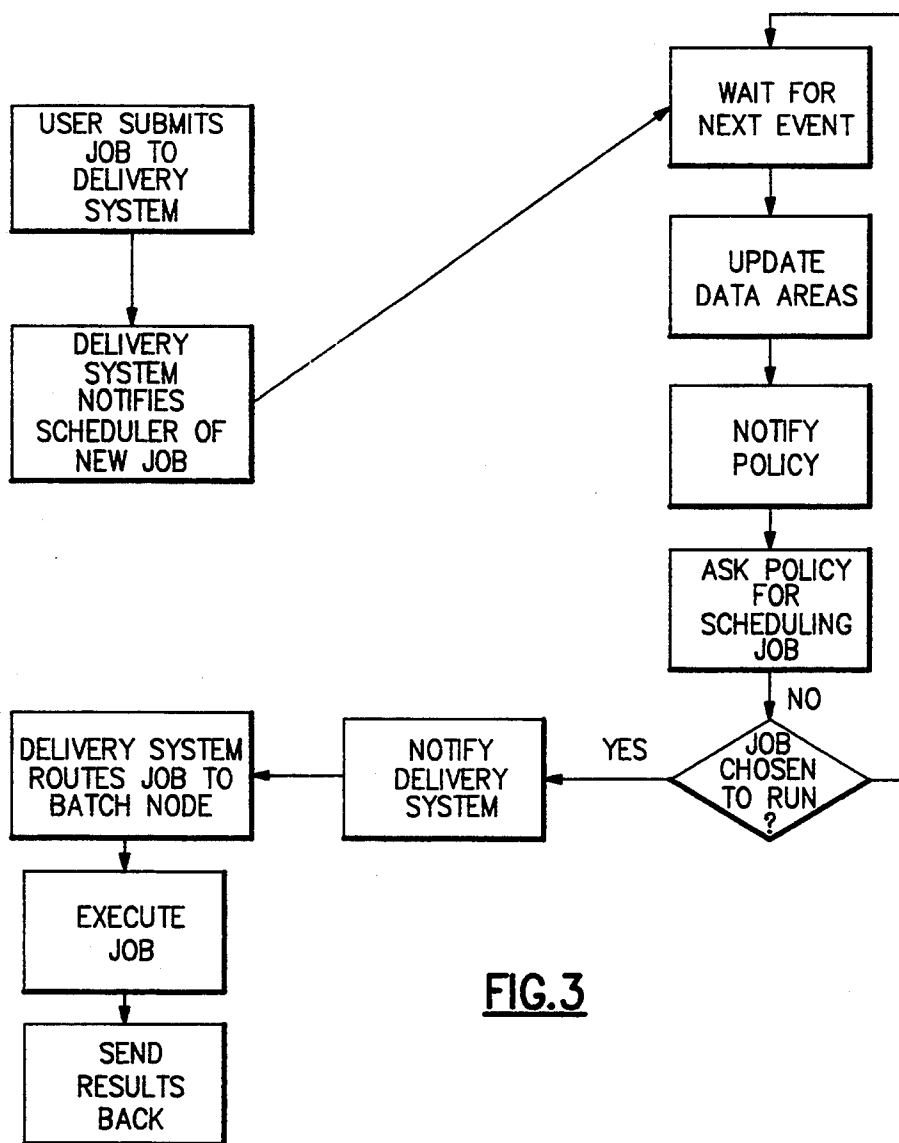 USER SUBMITS
JOB TO
DELIVERY
SYSTEM
DELIVERY
SYSTEM
NOTIFIES
SCHEDULER OF
NEW JOB
WAIT FOR
NEXT EVENT
UPDATE
DATA AREAS
NOTIFY
POLICY
ASK POLICY
FOR
SCHEDULING
JOB
NO
JOB
CHOSEN
TO RUN
?
YES
NOTIFY
DELIVERY
SYSTEM
DELIVERY SYSTEM
ROUTES JOB TO
BATCH NODE
EXECUTE
JOB
SEND
RESULTS
BACK
FIG.3